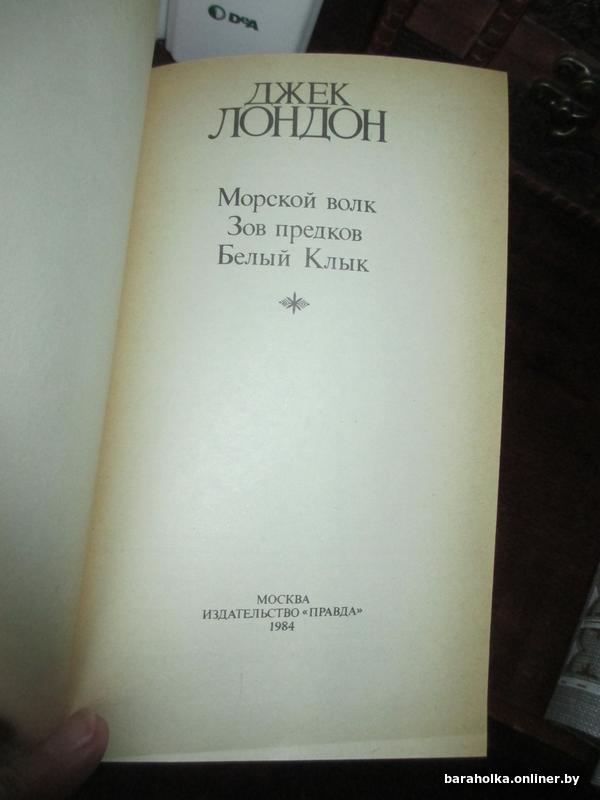 D&A
ДЖЕК
ЛОНДОН
Морской волк
Зов предков
Белый Клык
МОСКВА
ИЗДАТЕЛЬСТВО «ПРАВДА»
1984
baraholka.onliner.by